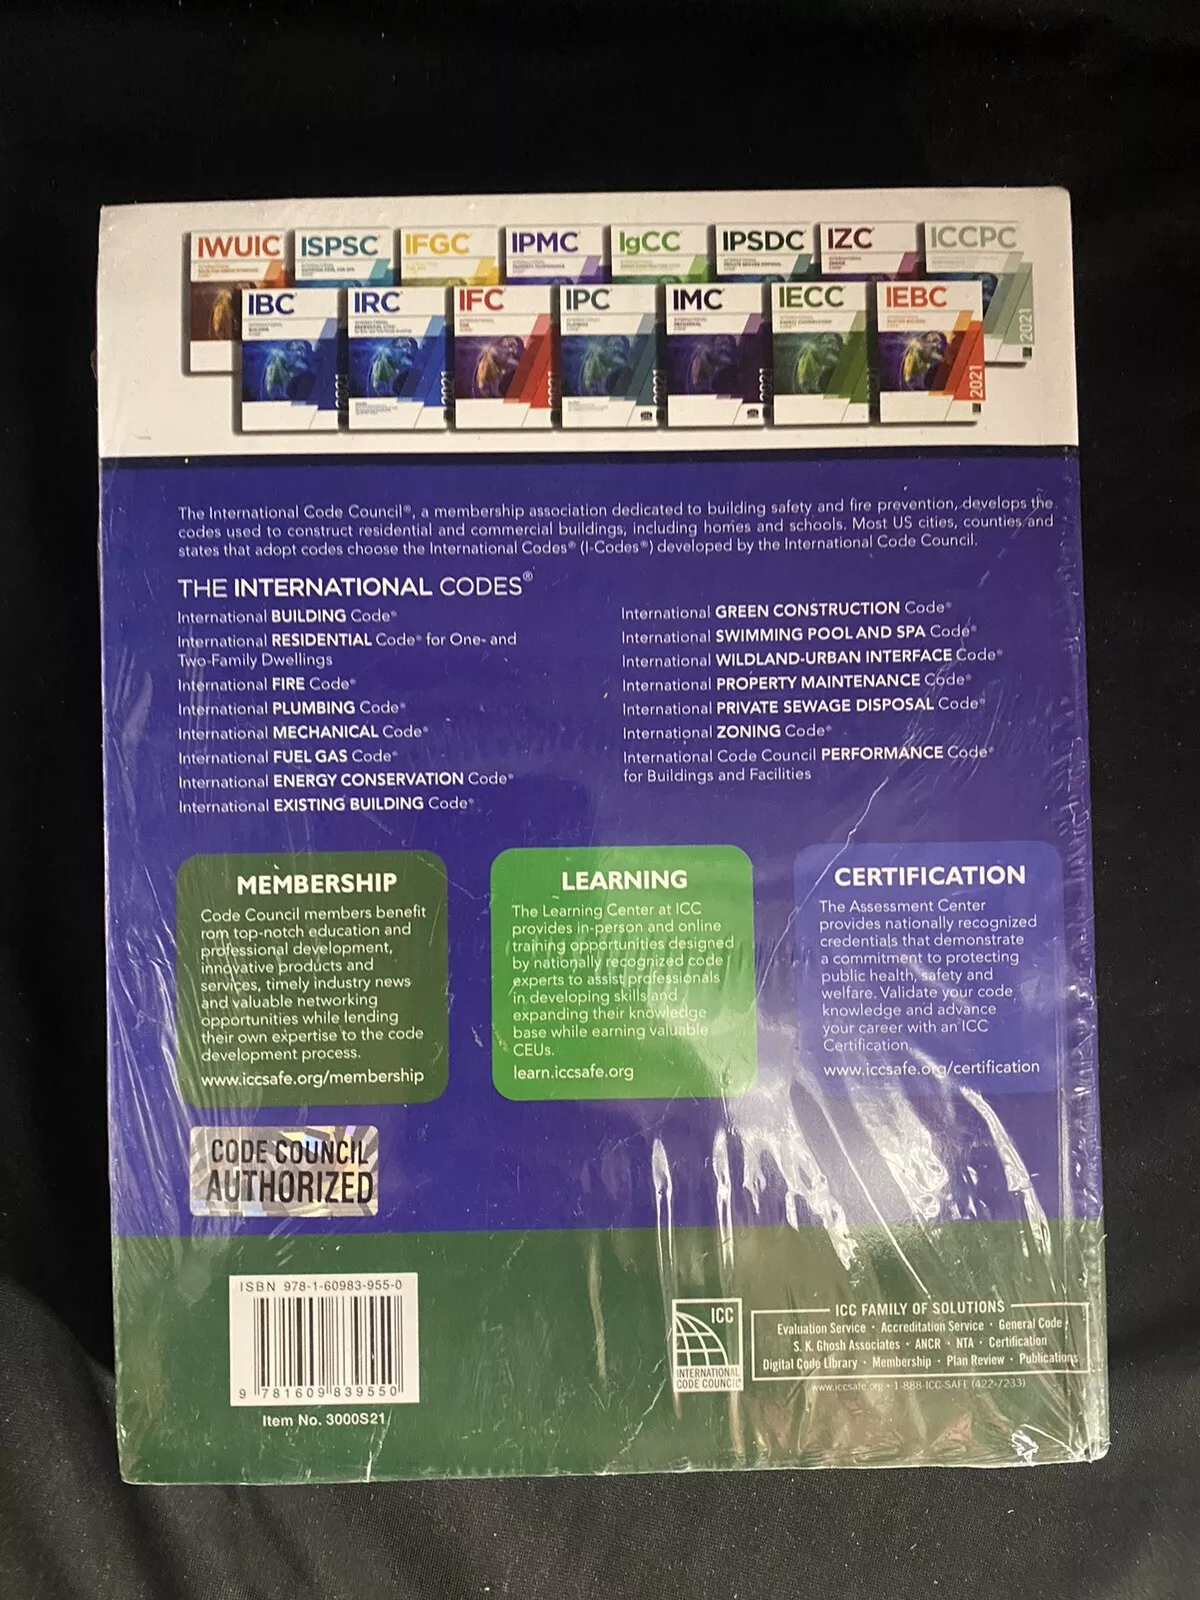 IWUIC ISPSC IFGC IPMC IgCC IPSDC IZC ICCPC
IBC IRC IFC IPC IMC IECC IEBC
2021
2021
The International Code Council®, a membership association dedicated to building safety and fire prevention, develops the
codes used to construct residential and commercial buildings, including homes and schools. Most US cities, counties and
states that adopt codes choose the International Codes® (I-Codes®) developed by the International Code Council.
THE INTERNATIONAL CODES®
International BUILDING Code®
International RESIDENTIAL Code® for One- and
Two-Family Dwellings
International FIRE Code®
International PLUMBING Code®
International MECHANICAL Code®
International FUEL GAS Code®
International ENERGY CONSERVATION Code®
International EXISTING BUILDING Code®
International GREEN CONSTRUCTION Code®
International SWIMMING POOL AND SPA Code®
International WILDLAND-URBAN INTERFACE Code®
International PROPERTY MAINTENANCE Code®
International PRIVATE SEWAGE DISPOSAL Code®
International ZONING Code®
International Code Council PERFORMANCE Code®
for Buildings and Facilities
MEMBERSHIP
Code Council members benefit
rom top-notch education and
professional development,
innovative products and
services, timely industry news
and valuable networking
opportunities while lending
their own expertise to the code
development process.
www.iccsafe.org/membership
LEARNING
The Learning Center at ICC
provides in-person and online
training opportunities designed
by nationally recognized code
experts to assist professionals
in developing skills and
expanding their knowledge
base while earning valuable
CEUs.
learn.iccsafe.org
CERTIFICATION
The Assessment Center
provides nationally recognized
credentials that demonstrate
a commitment to protecting
public health, safety and
welfare. Validate your code
knowledge and advance
your career with an ICC
Certification.
www.iccsafe.org/certification
CODE COUNCIL
AUTHORIZED
ISBN 978-1-60983-955-0
9 781609 839550
Item No. 3000S21
ICC
INTERNATIONAL
CODE COUNCIL
ICC FAMILY OF SOLUTIONS
Evaluation Service • Accreditation Service • General Code
S. K. Ghosh Associates • ANCR • NTA • Certification
Digital Code Library • Membership • Plan Review • Publications
www.iccsafe.org • 1-888-ICC-SAFE (422-7233)